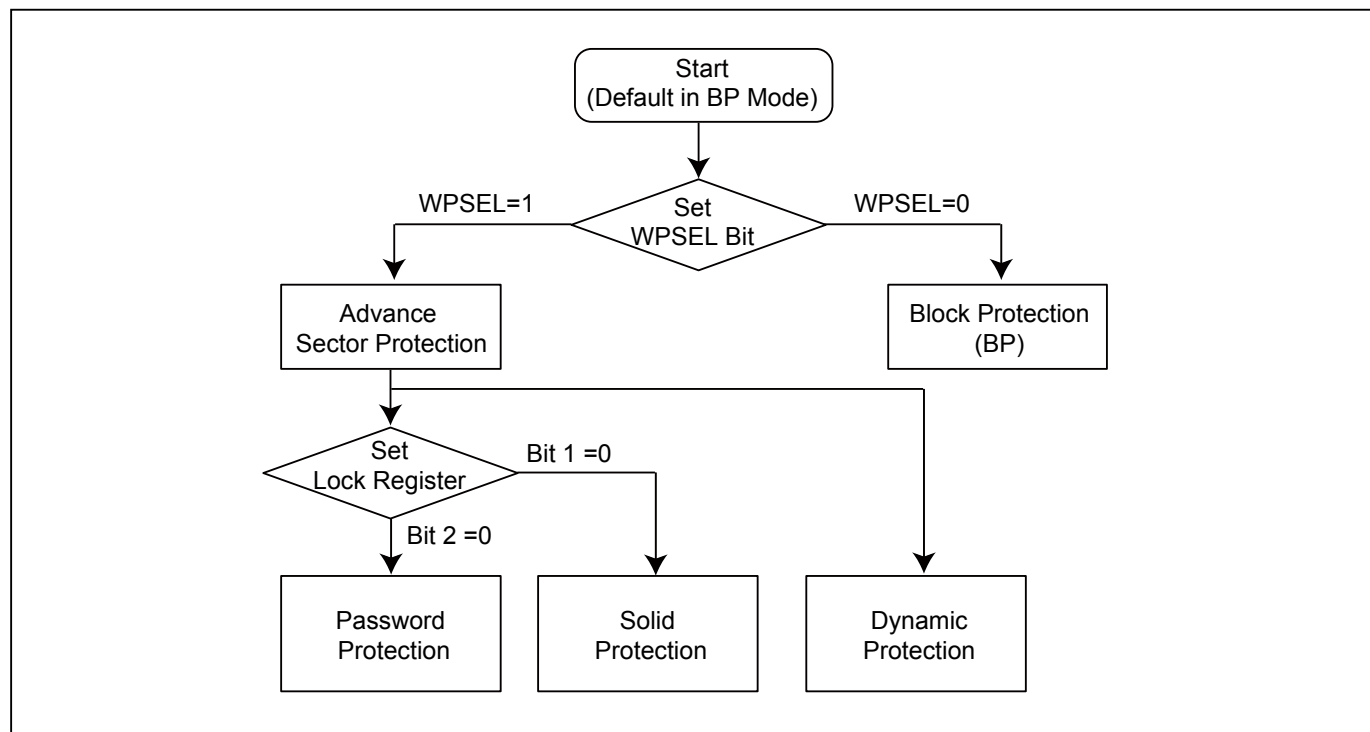 Start
(Default in BP Mode)
WPSEL=1
Set
WPSEL Bit
WPSEL=0
Advance
Sector Protection
Block Protection
(BP)
Set
Lock Register
Bit 1 =0
Bit 2 =0
Password
Protection
Solid
Protection
Dynamic
Protection